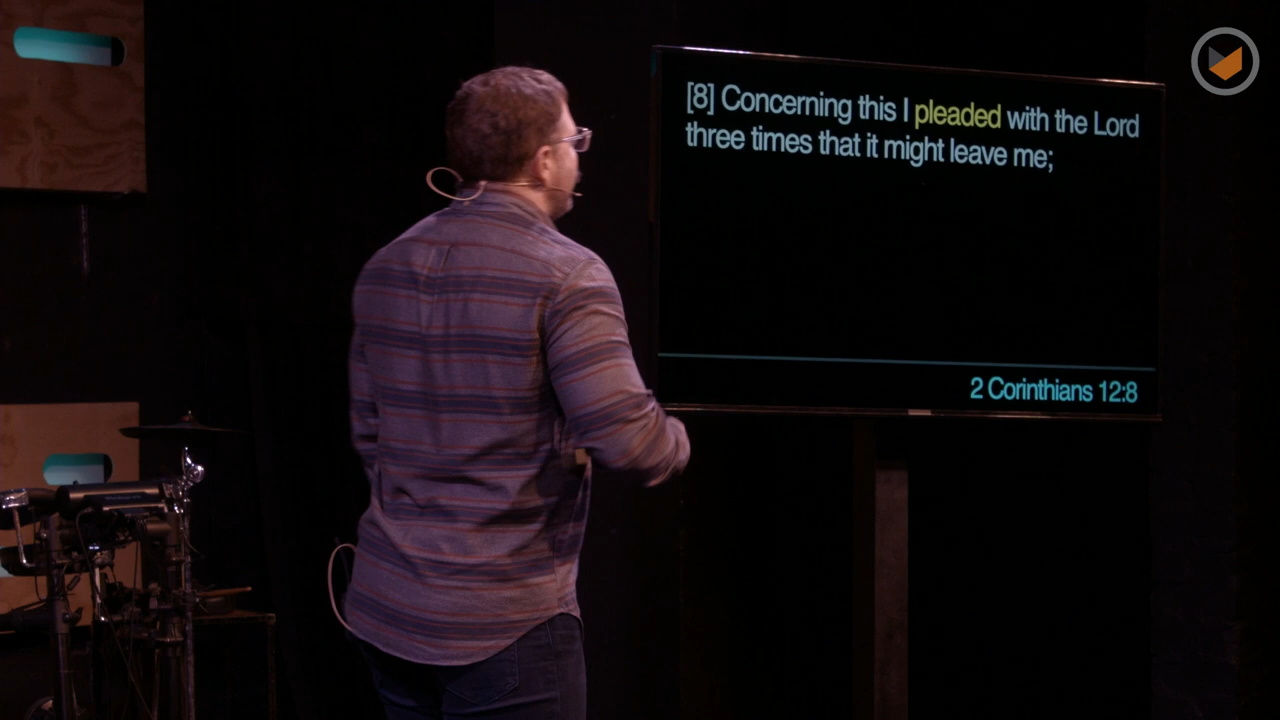 [8] Concerning this I pleaded with the Lord
three times that it might leave me;
2 Corinthians 12:8